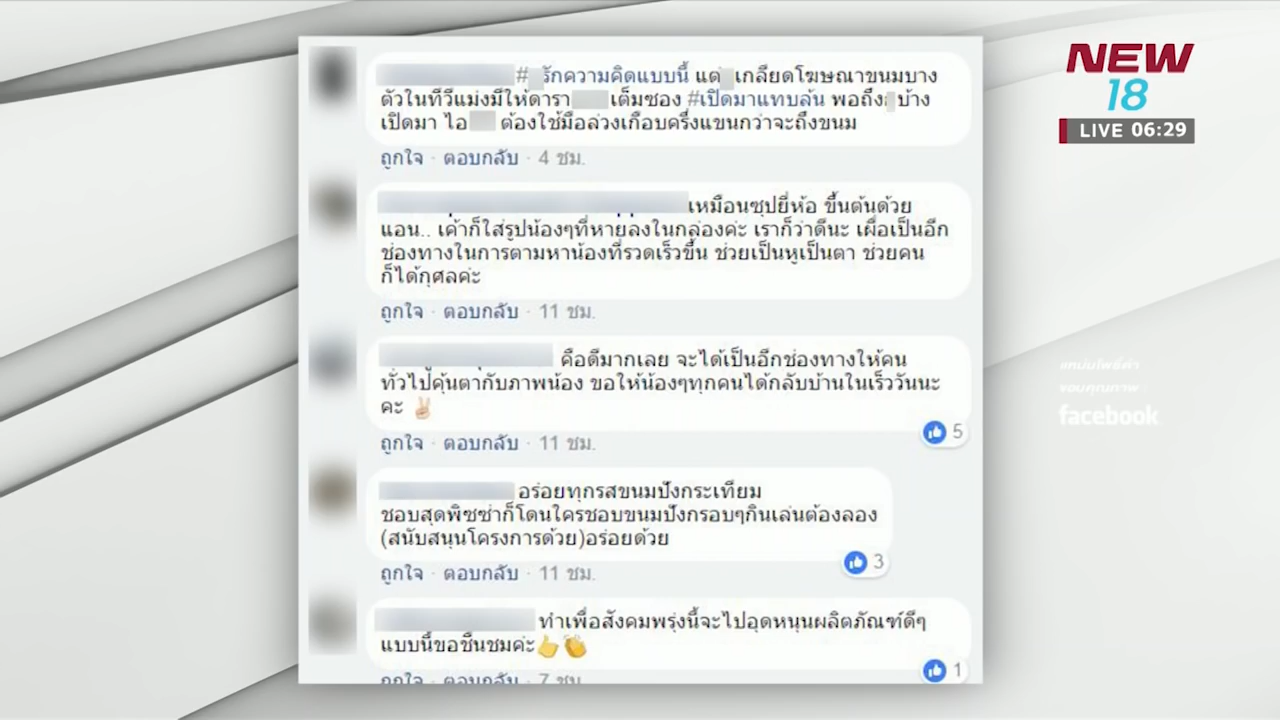 NEW
18
LIVE 06:29
# รักความคิดแบบนี้ แต่ เกลียดโฆษณาขนมบาง
ตัวในทีวีแม่งมีให้ดารา เต็มซอง #เปิดมาแทบล้น พอถึง บ้าง
เปิดมา ไอ ต้องใช้มือล่วงเกือบครึ่งแขนกว่าจะถึงขนม
ถูกใจ · ตอบกลับ · 4 ชม.
เหมือนซุปยี่ห้อ ขึ้นต้นด้วย
แอน.. เค้าก็ใส่รูปน้องๆที่หายลงในกล่องค่ะ เราก็ว่าดีนะ เผื่อเป็นอีก
ช่องทางในการตามหาน้องที่รวดเร็วขึ้น ช่วยเป็นหูเป็นตา ช่วยคน
ก็ได้กุศลค่ะ
ถูกใจ · ตอบกลับ · 11 ชม.
คือดีมากเลย จะได้เป็นอีกช่องทางให้คน
ทั่วไปคุ้นตากับภาพน้อง ขอให้น้องๆทุกคนได้กลับบ้านในเร็ววันนะ
คะ ✌🏻
5
ถูกใจ · ตอบกลับ · 11 ชม.
อร่อยทุกรสขนมปังกระเทียม
ชอบสุดพิซซ่าก็โดนใครชอบขนมปังกรอบๆกินเล่นต้องลอง
(สนับสนุนโครงการด้วย)อร่อยด้วย
3
ถูกใจ · ตอบกลับ · 11 ชม.
ทำเพื่อสังคมพรุ่งนี้จะไปอุดหนุนผลิตภัณฑ์ดีๆ
แบบนี้ขอชื่นชมค่ะ👍👏
1
ถูกใจ · ตอบกลับ · 7 ชม.
ขอบคุณภาพ :
facebook